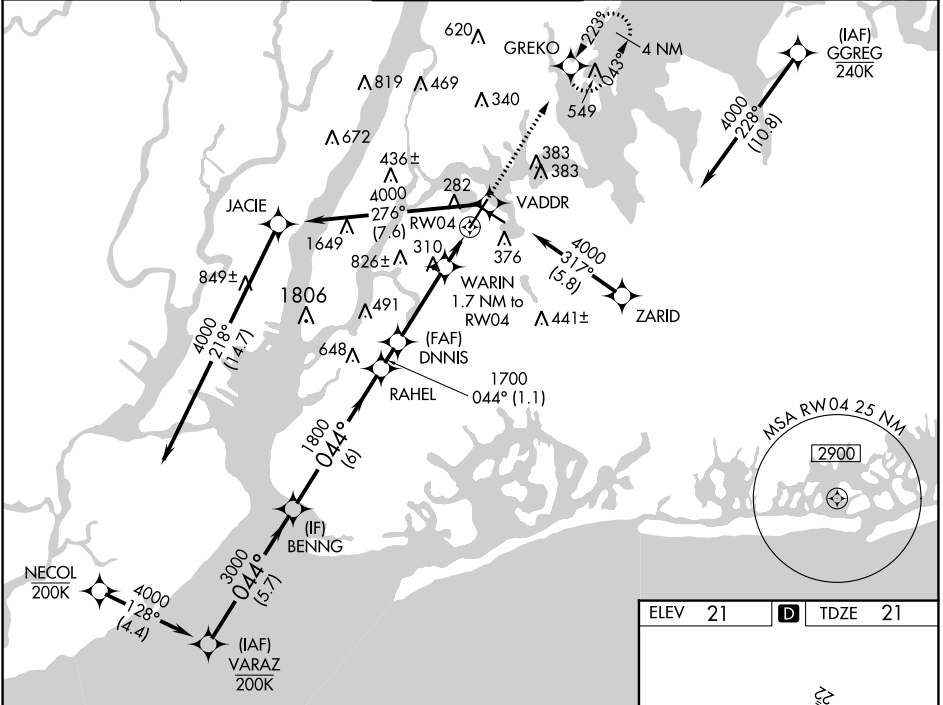 620
GREKO
223°
043°
4 NM
549
(IAF)
GGREG
240K
4000
228°
(10.8)
819
469
340
672
436±
383
383
282
VADDR
JACIE
4000
276°
(7.6)
RW04
1649
826±
310
376
4000
317°
(5.8)
849±
1806
491
WARIN
1.7 NM to
RW04
441±
ZARID
4000
218°
(14.7)
648
(FAF)
DNNIS
RAHEL
1700
044° (1.1)
1800
044°
(6)
MSA RW04 25 NM
2900
(IF)
BENNG
3000
044°
(5.7)
NECOL
200K
4000
128°
(4.4)
(IAF)
VARAZ
200K
ELEV 21
D
TDZE 21
22